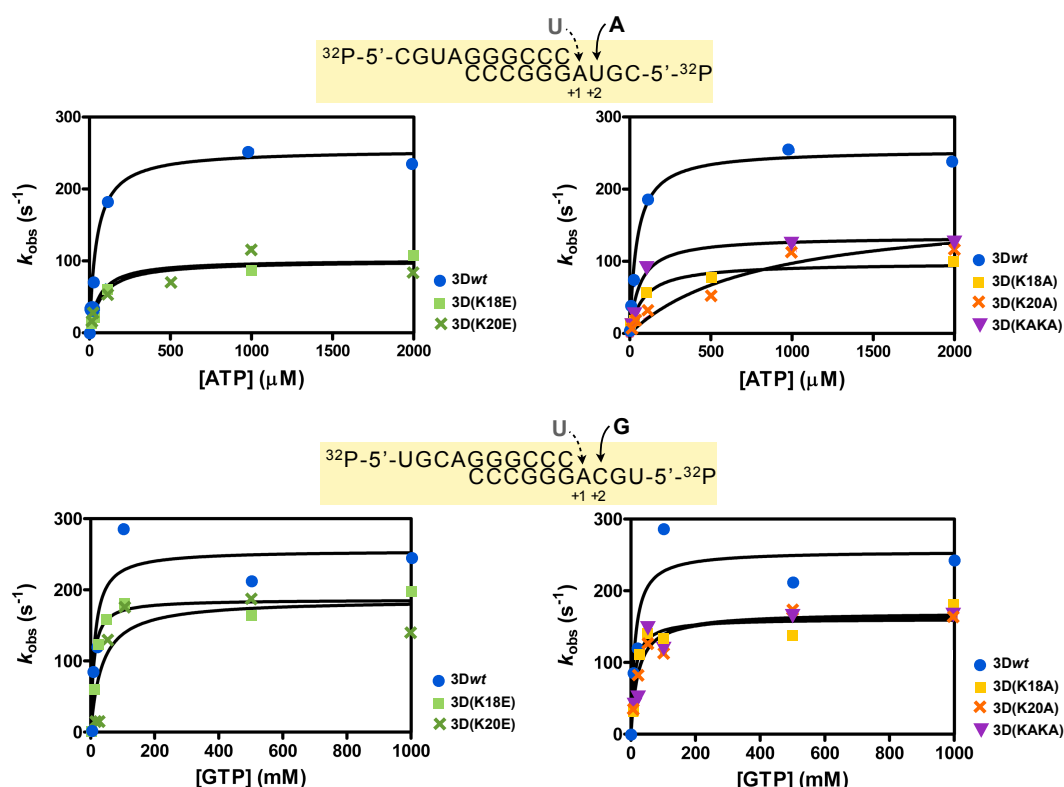 U A
32P-5’-CGUAGGGCCC
CCCGGGAUGC-5’-32P
+1 +2
300
200
100
0
kobs (s-1)
0 500 1000 1500 2000
[ATP] (μM)
3Dwt
3D(K18E)
3D(K20E)
300
200
100
0
kobs (s-1)
0 500 1000 1500 2000
[ATP] (μM)
3Dwt
3D(K18A)
3D(K20A)
3D(KAKA)
U G
32P-5’-UGCAGGGCCC
CCCGGGACGU-5’-32P
+1 +2
300
200
100
0
kobs (s-1)
0 200 400 600 800 1000
[GTP] (mM)
3Dwt
3D(K18E)
3D(K20E)
300
200
100
0
kobs (s-1)
0 200 400 600 800 1000
[GTP] (mM)
3Dwt
3D(K18A)
3D(K20A)
3D(KAKA)